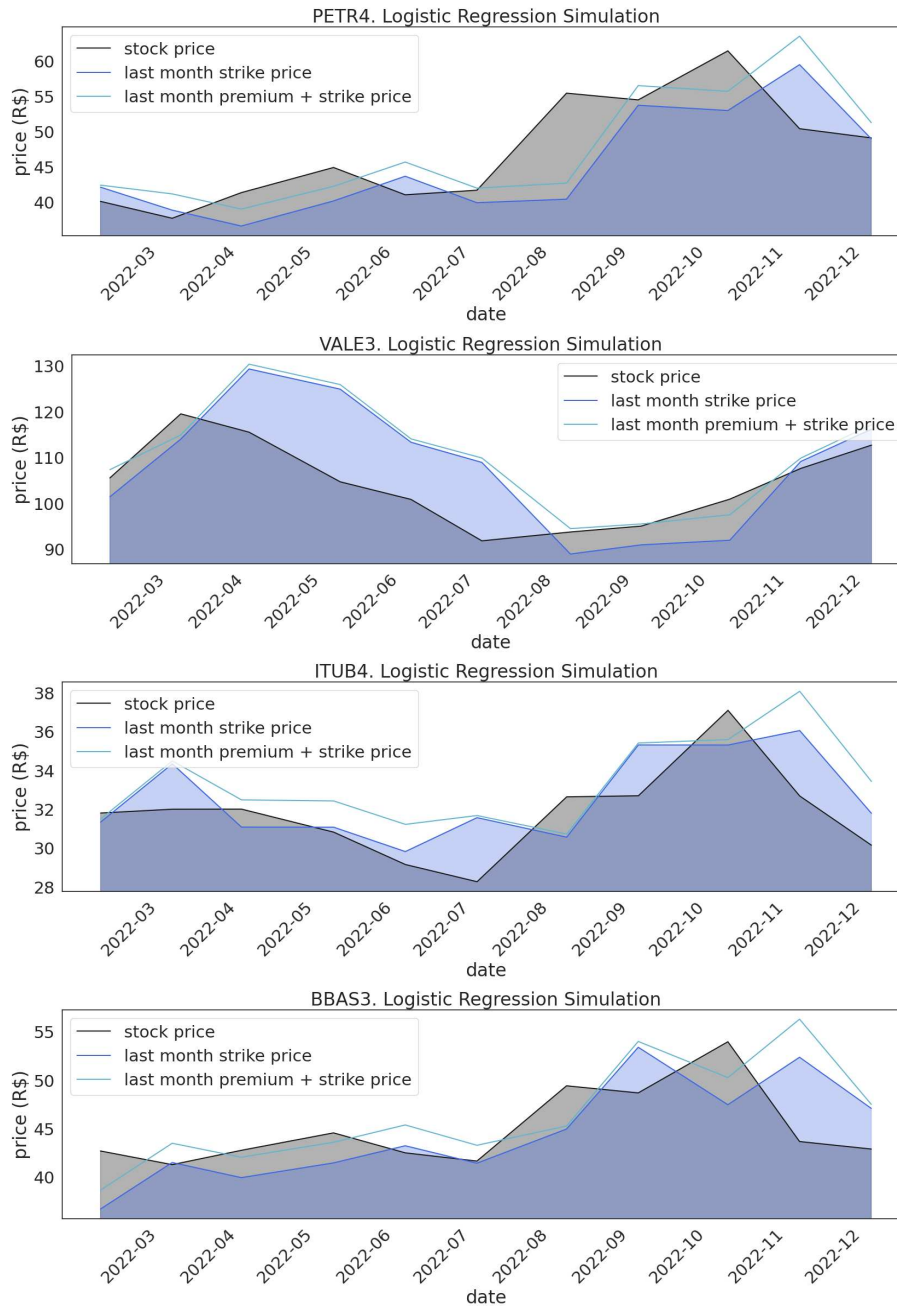 PETR4. Logistic Regression Simulation
stock price
last month strike price
last month premium + strike price
price (R$)
60
55
50
45
40
2022-03
2022-04
2022-05
2022-06
2022-07
2022-08
2022-09
2022-10
2022-11
2022-12
date
VALE3. Logistic Regression Simulation
stock price
last month strike price
last month premium + strike price
price (R$)
130
120
110
100
90
2022-03
2022-04
2022-05
2022-06
2022-07
2022-08
2022-09
2022-10
2022-11
2022-12
date
ITUB4. Logistic Regression Simulation
stock price
last month strike price
last month premium + strike price
price (R$)
38
36
34
32
30
28
2022-03
2022-04
2022-05
2022-06
2022-07
2022-08
2022-09
2022-10
2022-11
2022-12
date
BBAS3. Logistic Regression Simulation
stock price
last month strike price
last month premium + strike price
price (R$)
55
50
45
40
2022-03
2022-04
2022-05
2022-06
2022-07
2022-08
2022-09
2022-10
2022-11
2022-12
date